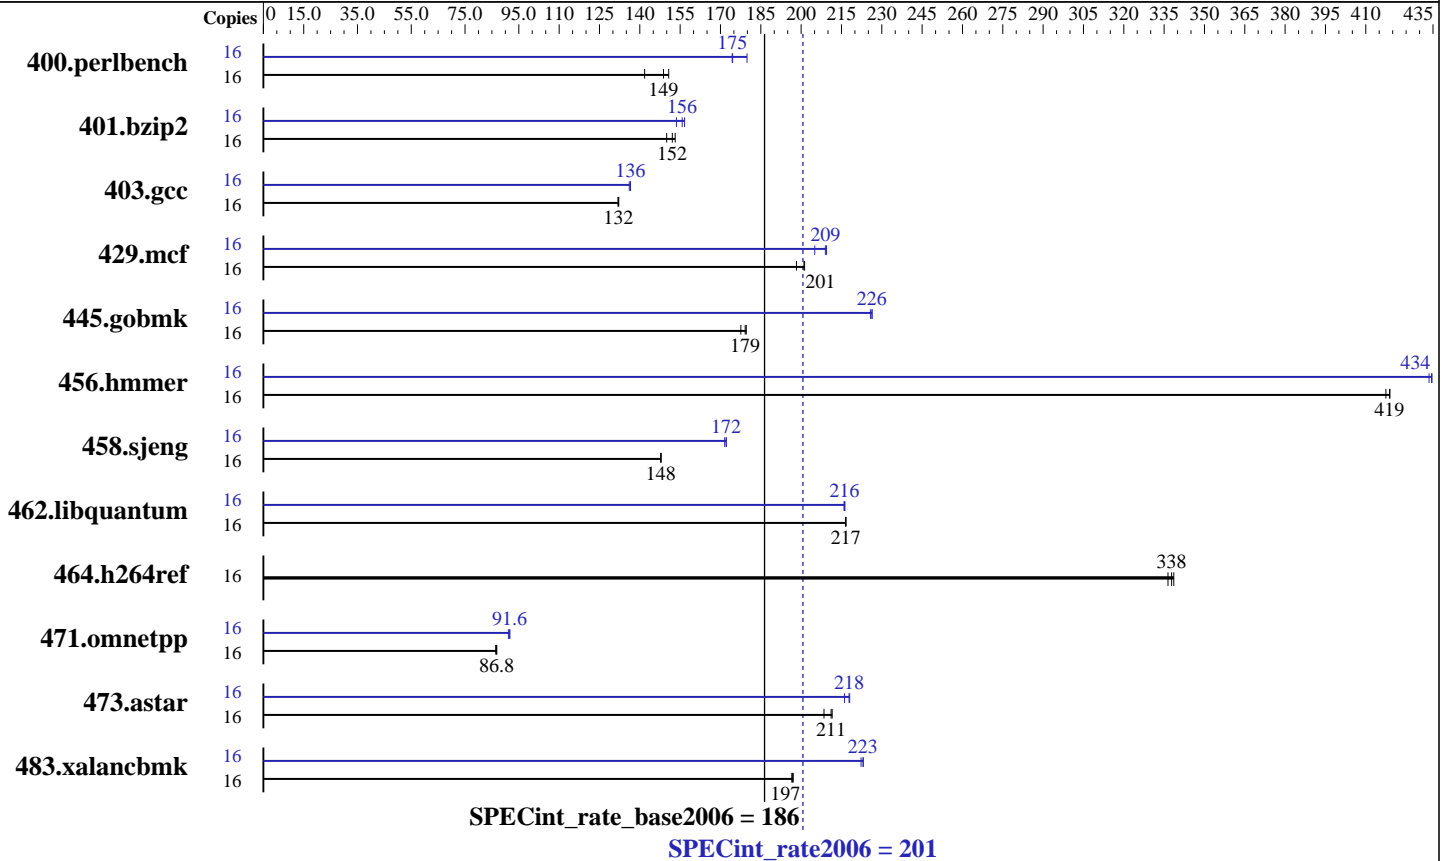 Copies 0 15.0 35.0 55.0 75.0 95.0 110 125 140 155 170 185 200 215 230 245 260 275 290 305 320 335 350 365 380 395 410 435
400.perlbench 16 175
16 149
401.bzip2 16 156
16 152
403.gcc 16 136
16 132
429.mcf 16 209
16 201
445.gobmk 16 226
16 179
456.hmmer 16 434
16 419
458.sjeng 16 172
16 148
462.libquantum 16 216
16 217
464.h264ref 16 338
471.omnetpp 16 91.6
16 86.8
473.astar 16 218
16 211
483.xalancbmk 16 223
16 197
SPECint_rate_base2006 = 186
SPECint_rate2006 = 201